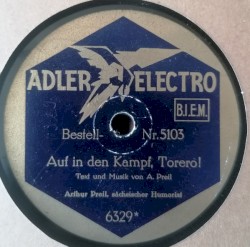 ADLER ELECTRO
B.I.E.M.
Bestell- Nr. 5103
Auf in den Kampf, Torero!
Text und Musik von A. Preil
Arthur Preil, sächsischer Humorist
6329*